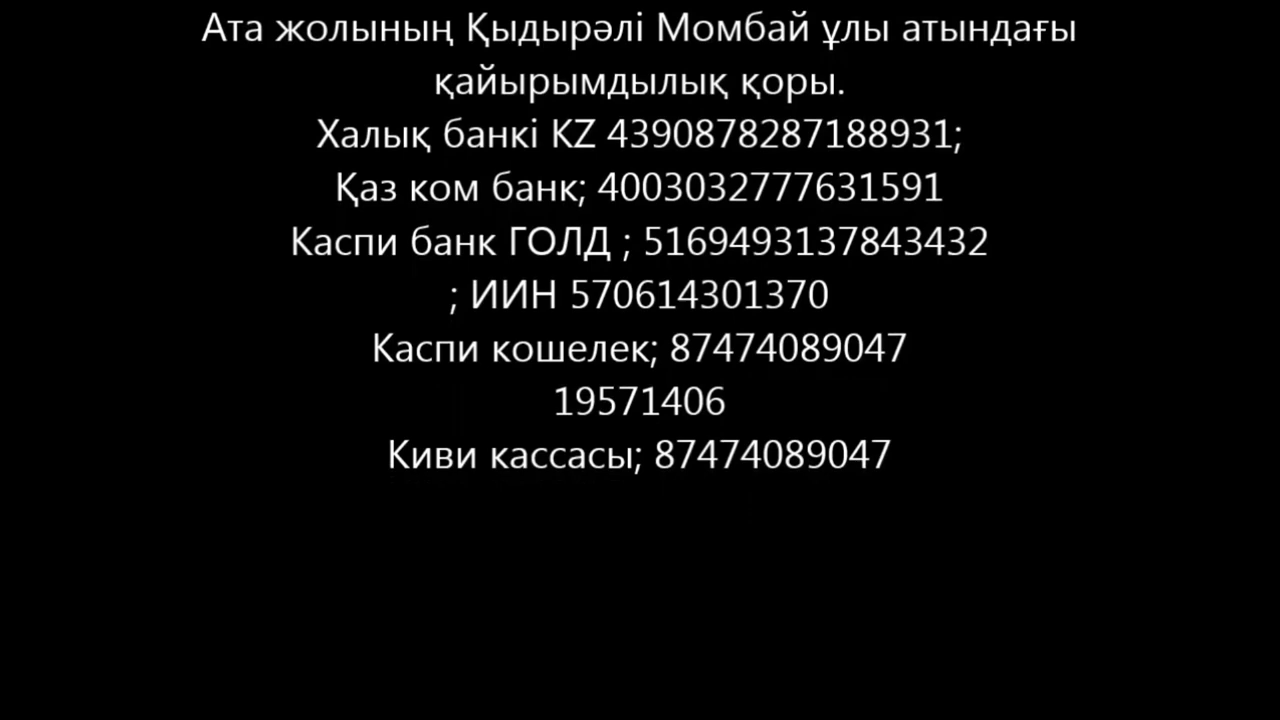 Ата жолының Қыдырәлі Момбай ұлы атындағы
қайырымдылық қоры.
Халық банкі KZ 4390878287188931;
Қаз ком банк; 4003032777631591
Каспи банк ГОЛД ; 5169493137843432
; ИИН 570614301370
Каспи кошелек; 87474089047
19571406
Киви кассасы; 87474089047